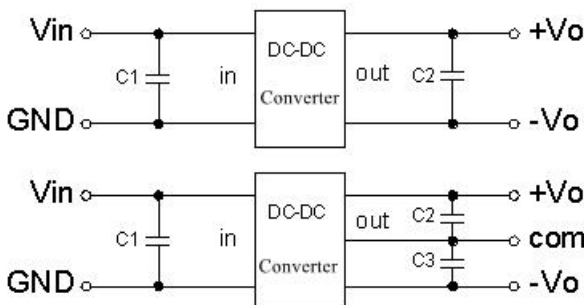 Vin
+Vo
C1
in
DC-DC
Converter
out
C2
GND
-Vo
Vin
+Vo
C1
in
DC-DC
Converter
out
C2
com
C3
GND
-Vo